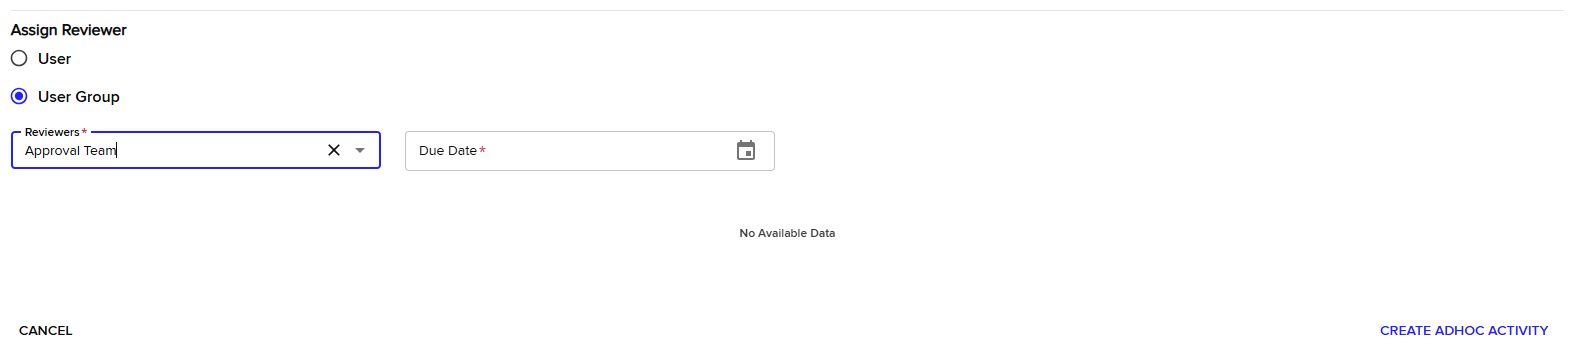 Assign Reviewer
User
User Group
Reviewers*
Approval Team
Due Date*
No Available Data
CANCEL
CREATE ADHOC ACTIVITY